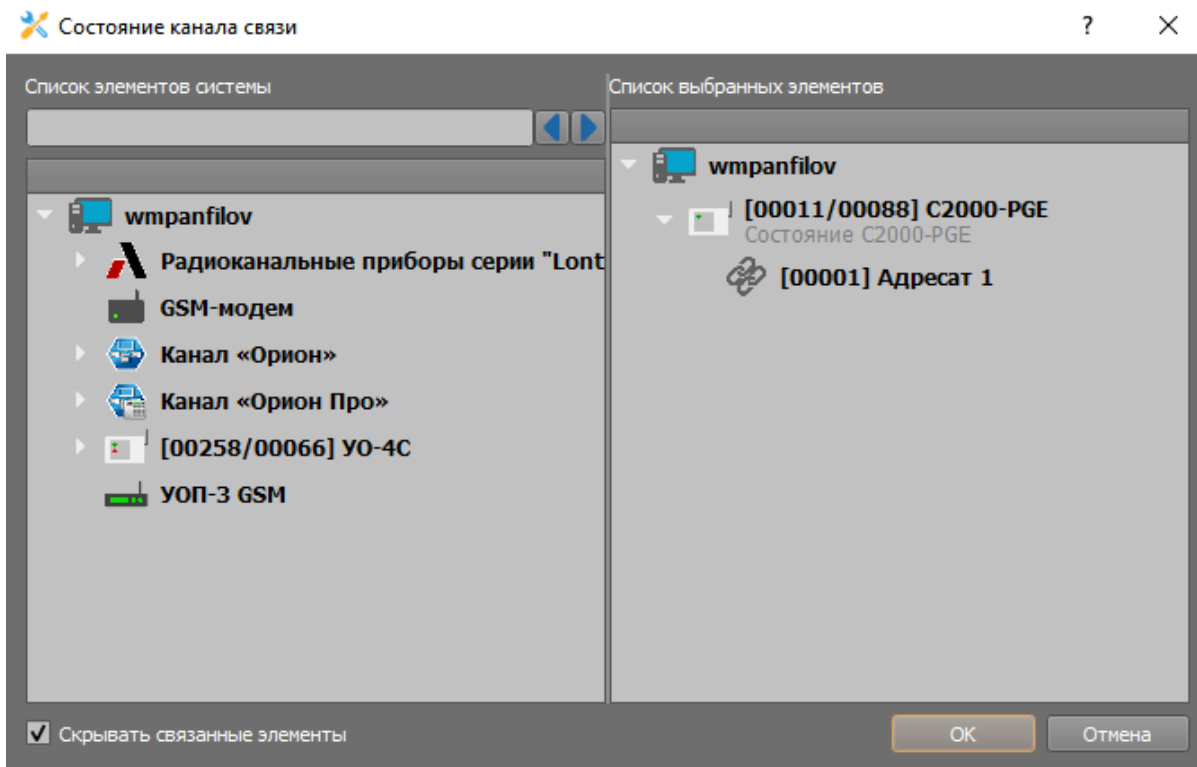 Состояние канала связи
?
Список элементов системы
Список выбранных элементов
wmpanfilov
Радиоканальные приборы серии "Lont
GSM-модем
Канал «Орион»
Канал «Орион Про»
[00258/00066] УО-4С
УОП-3 GSM
wmpanfilov
[00011/00088] С2000-PGE
Состояние С2000-PGE
[00001] Адресат 1
Скрывать связанные элементы
OK
Отмена